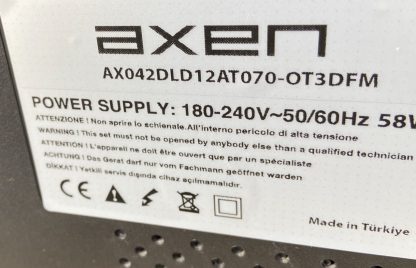 axen
AX042DLD12AT070-OT3DFM
POWER SUPPLY: 180-240V~50/60Hz 58W
ATTENZIONE ! Non aprire lo schienale.All'interno pericolo di alta tensione
WARNING ! This set must not be opened by anybody else than a qualified technician
ATTENTION ! L'appareil ne doit être ouvert que par un spécialiste
ACHTUNG ! Das Gerät darf nur vom Fachmann geöffnet warden
DİKKAT ! Yetkili servis dışında cihazı açılmamalıdır.
CE
Made in Türkiye